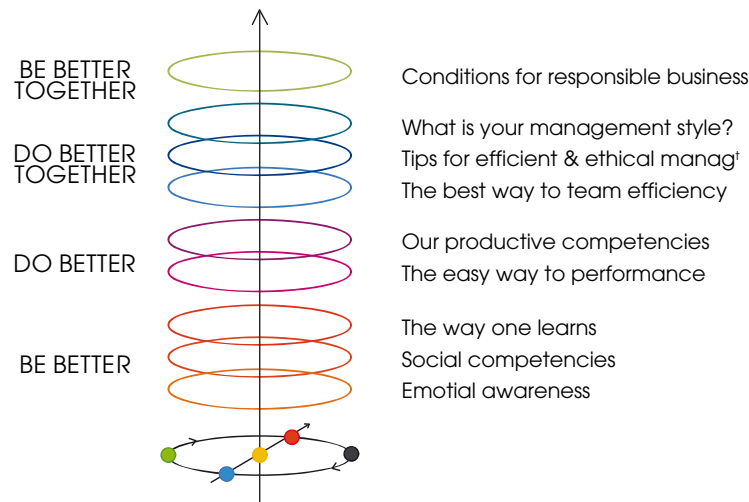 BE BETTER
TOGETHER
Conditions for responsible business
What is your management style?
DO BETTER
TOGETHER
Tips for efficient & ethical managᵗ
The best way to team efficiency
Our productive competencies
DO BETTER
The easy way to performance
The way one learns
BE BETTER
Social competencies
Emotial awareness